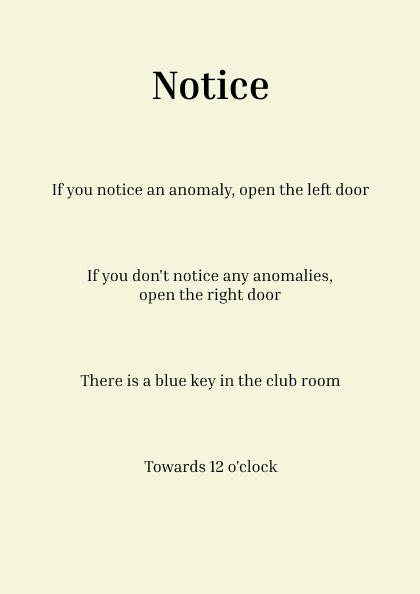 Notice
If you notice an anomaly, open the left door
If you don't notice any anomalies,
open the right door
There is a blue key in the club room
Towards 12 o'clock